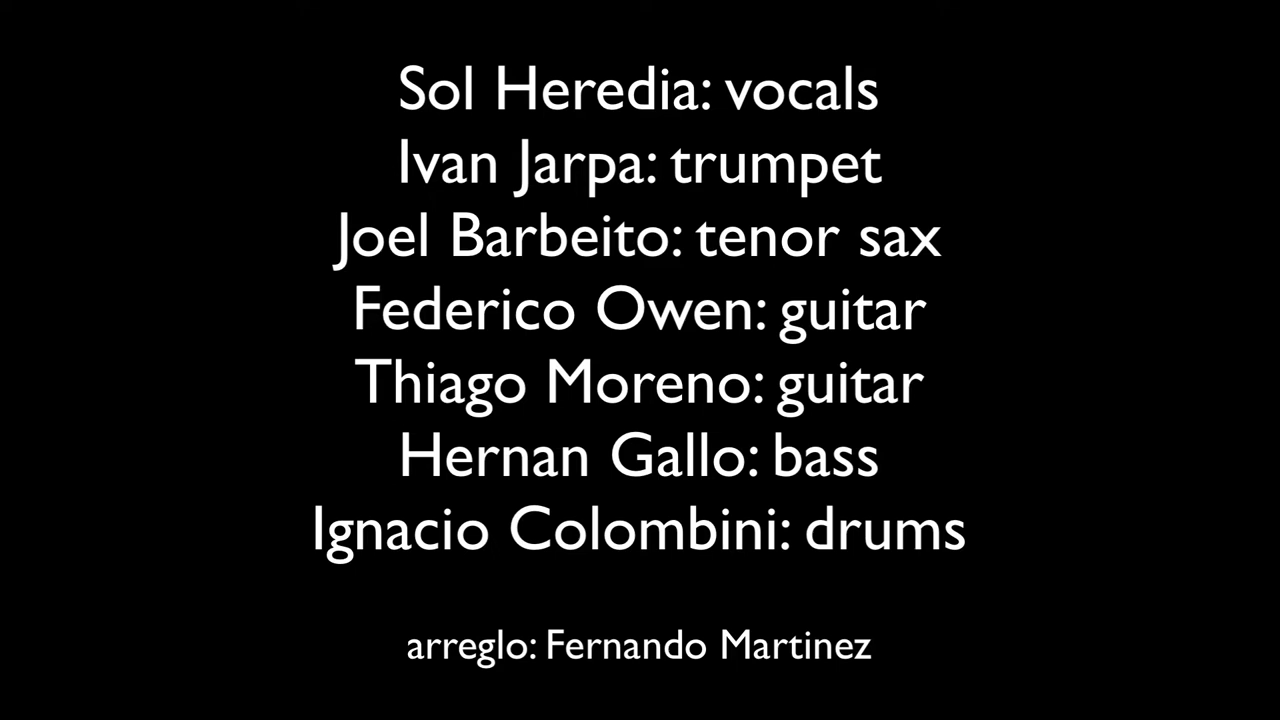 Sol Heredia: vocals
Ivan Jarpa: trumpet
Joel Barbeito: tenor sax
Federico Owen: guitar
Thiago Moreno: guitar
Hernan Gallo: bass
Ignacio Colombini: drums
arreglo: Fernando Martinez